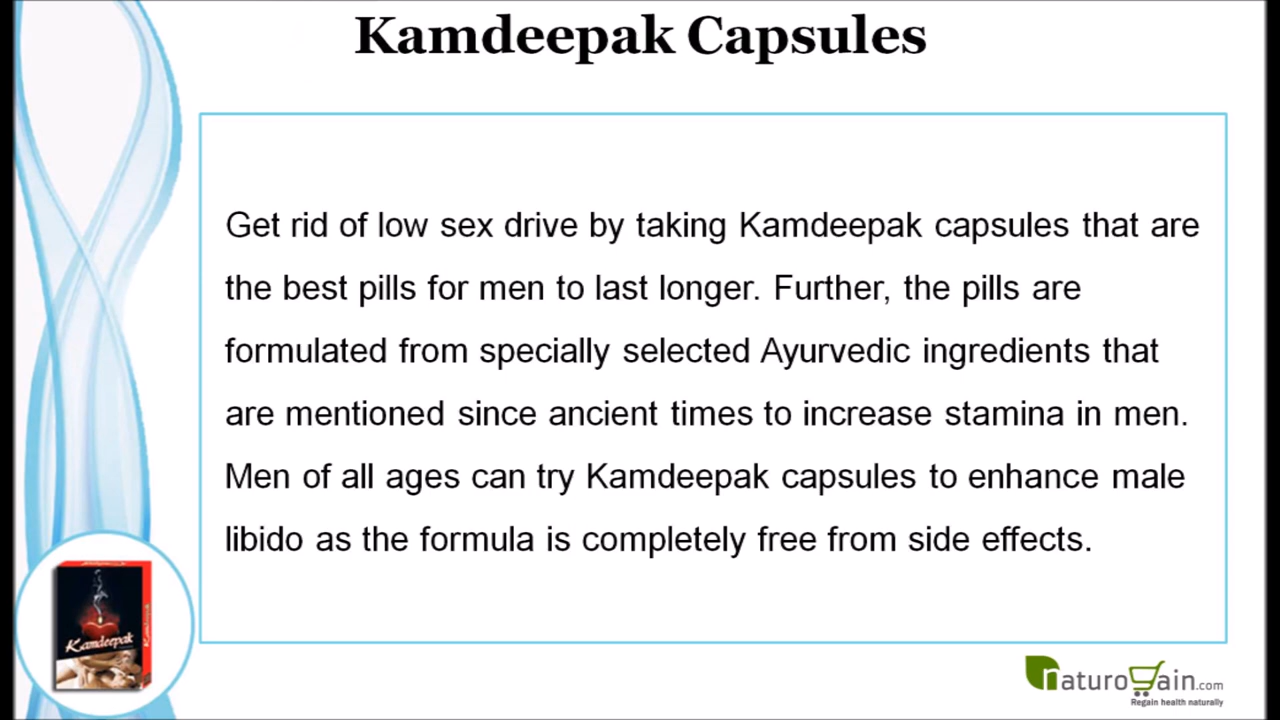 Kamdeepak Capsules
Get rid of low sex drive by taking Kamdeepak capsules that are
the best pills for men to last longer. Further, the pills are
formulated from specially selected Ayurvedic ingredients that
are mentioned since ancient times to increase stamina in men.
Men of all ages can try Kamdeepak capsules to enhance male
libido as the formula is completely free from side effects.
Kamdeepak
Kamdeepak
naturogain.com
Regain health naturally